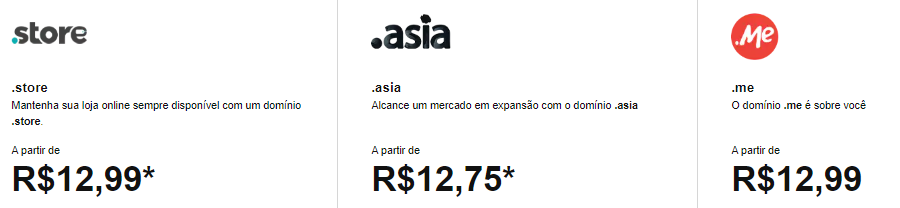 .store
.store
Mantenha sua loja online sempre disponível com um domínio
.store.
A partir de
R$12,99*
.asia
.asia
Alcance um mercado em expansão com o domínio .asia
A partir de
R$12,75*
.Me
.me
O domínio .me é sobre você
A partir de
R$12,99